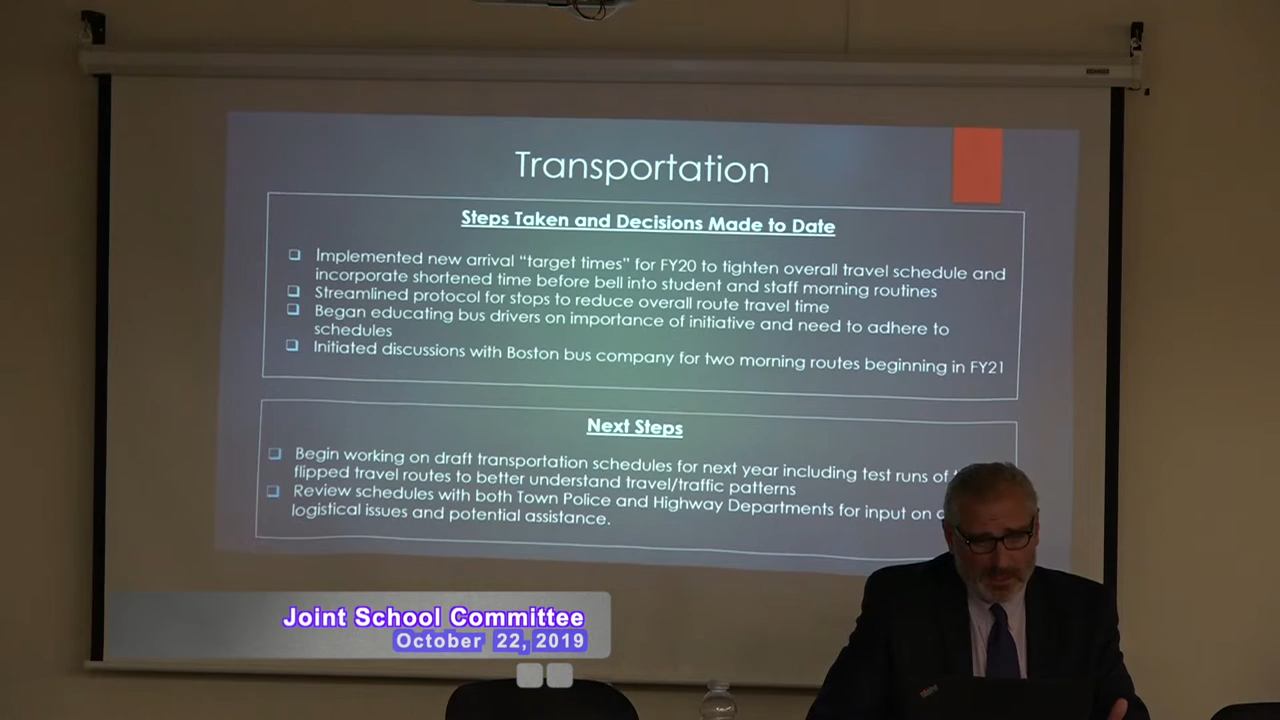 Transportation
Steps Taken and Decisions Made to Date
❑ Implemented new arrival “target times” for FY20 to tighten overall travel schedule and
incorporate shortened time before bell into student and staff morning routines
❑ Streamlined protocol for stops to reduce overall route travel time
❑ Began educating bus drivers on importance of initiative and need to adhere to
schedules
❑ Initiated discussions with Boston bus company for two morning routes beginning in FY21
Next Steps
❑ Begin working on draft transportation schedules for next year including test runs of
flipped travel routes to better understand travel/traffic patterns
❑ Review schedules with both Town Police and Highway Departments for input on
logistical issues and potential assistance.
Joint School Committee
October 22, 2019